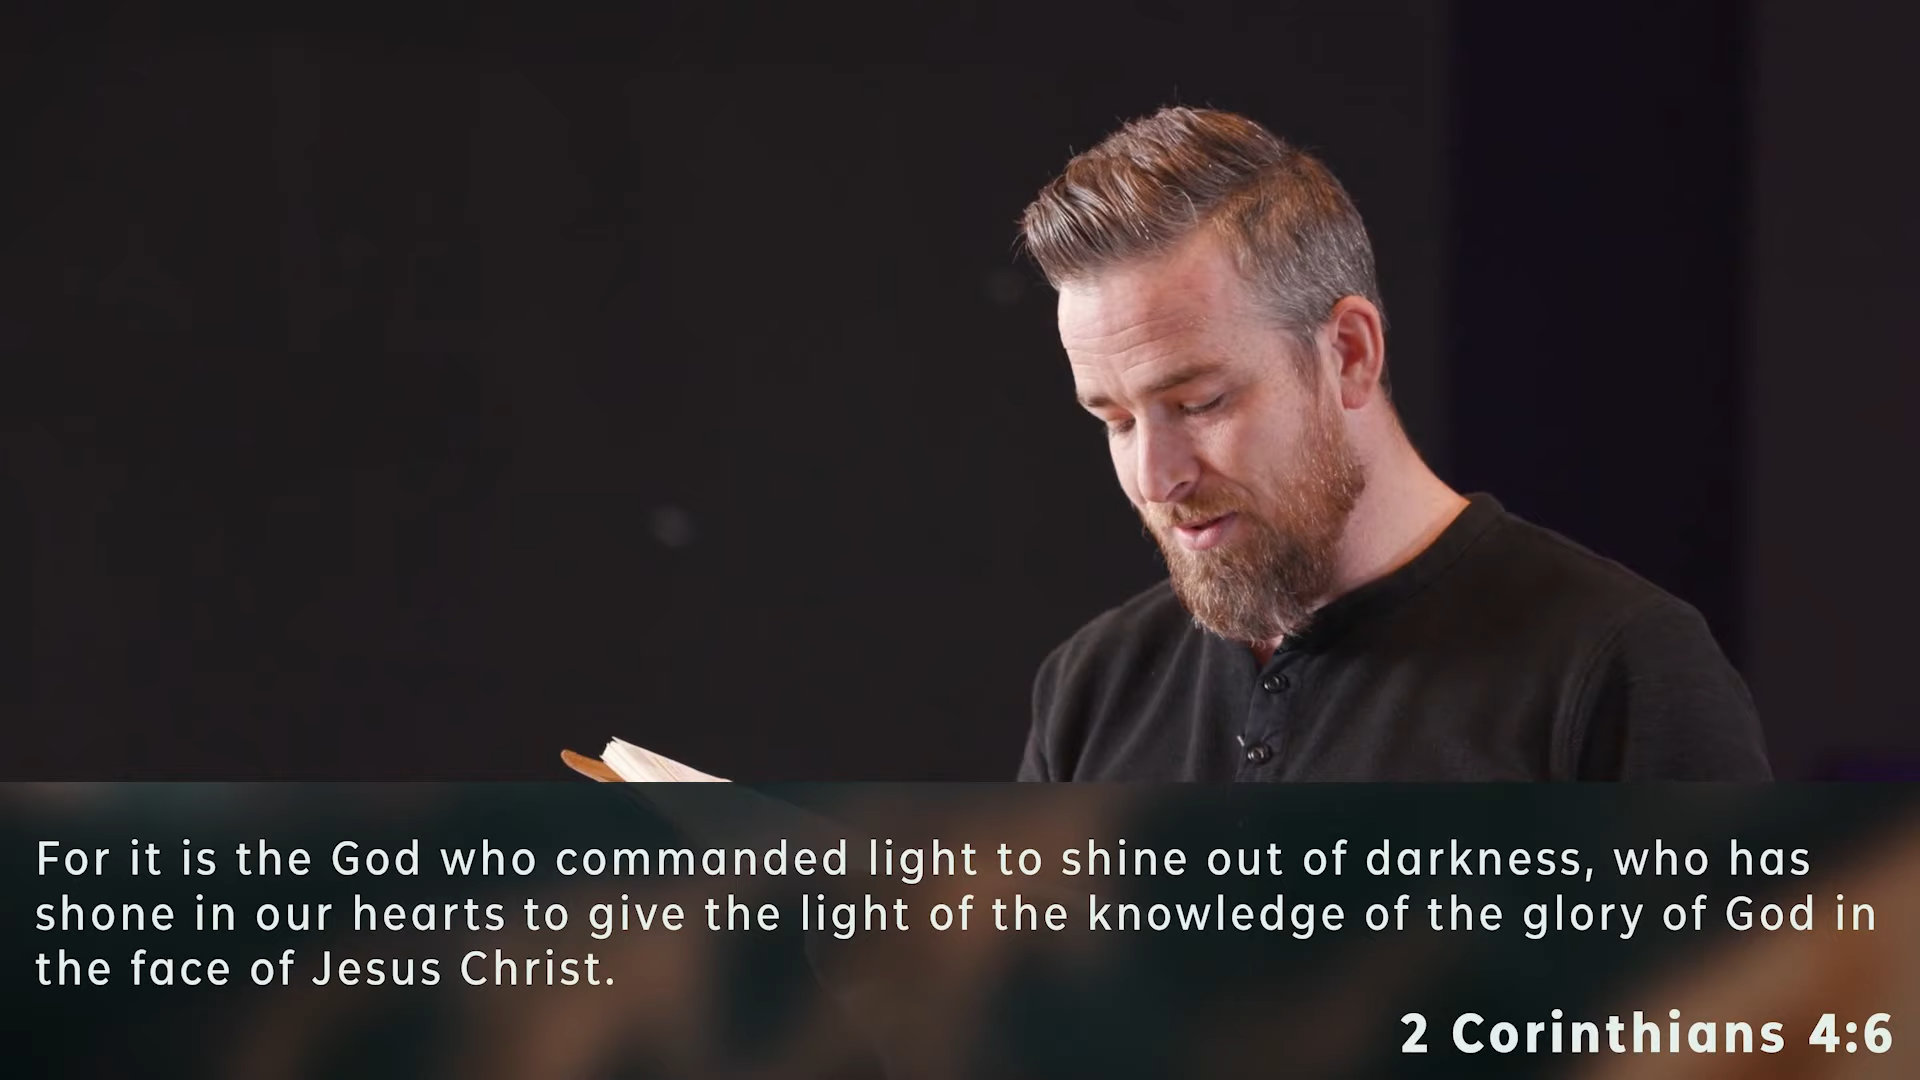 For it is the God who commanded light to shine out of darkness, who has
shone in our hearts to give the light of the knowledge of the glory of God in
the face of Jesus Christ.
2 Corinthians 4:6